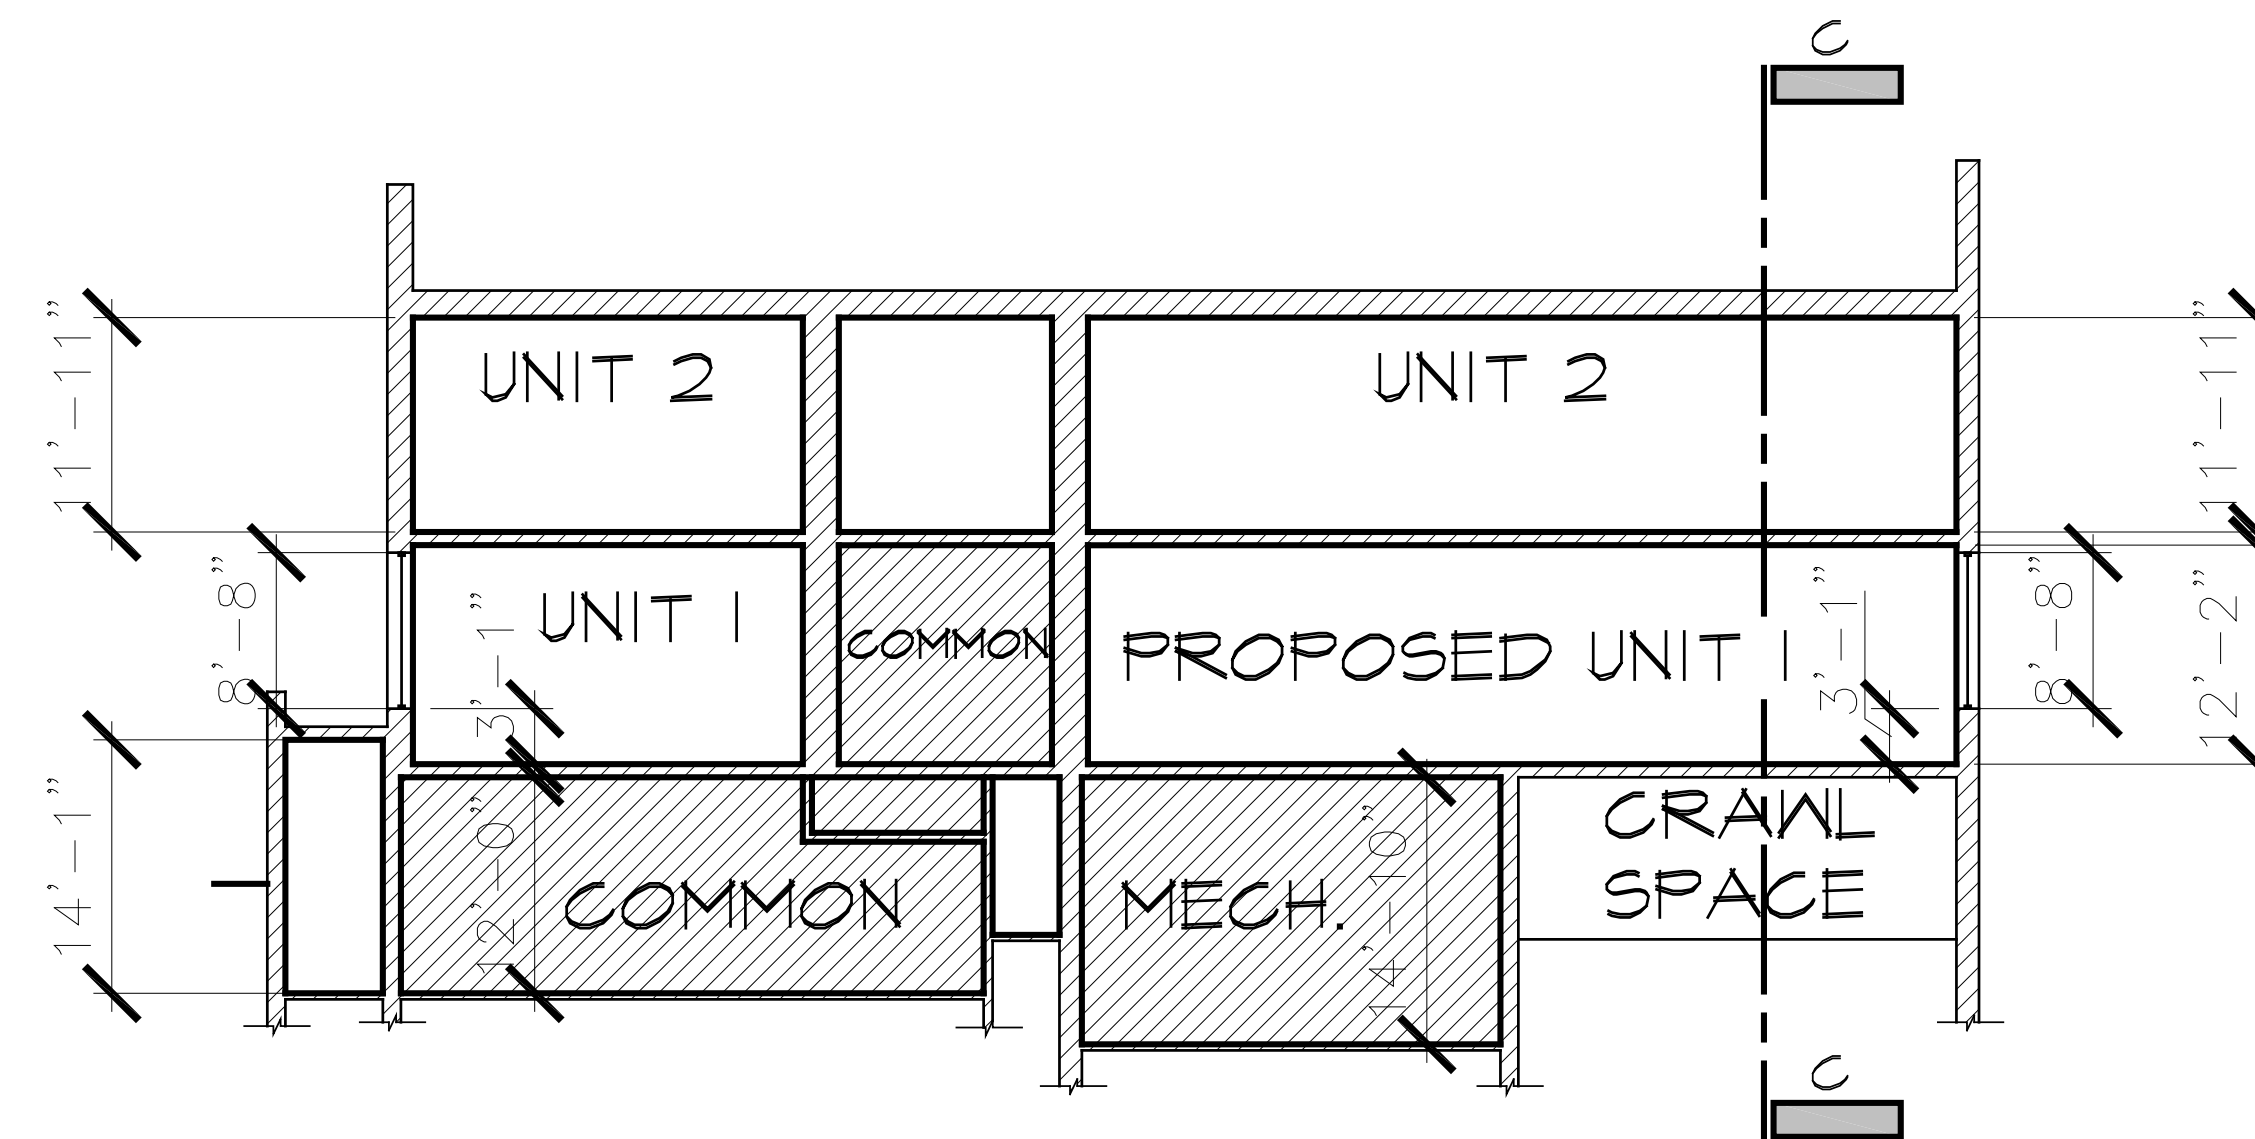 C
UNIT 2
UNIT 2
11'-11"
11'-11"
8'-8"
UNIT 1
3'-1"
COMMON
PROPOSED UNIT 1
3'-1"
8'-8"
12'-2"
14'-1"
12'-0"
COMMON
MECH.
14'-10"
CRAWL
SPACE
C